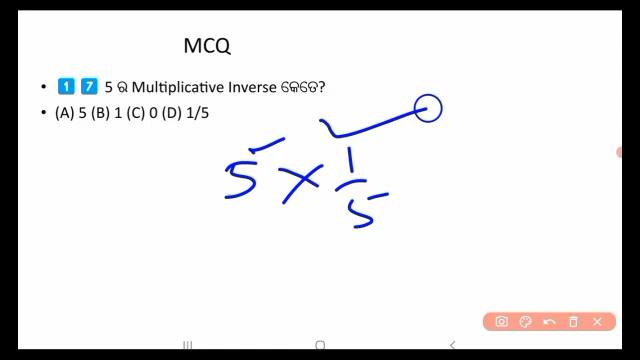 MCQ
• 1️⃣ 7️⃣ 5 ର Multiplicative Inverse କେତେ?
• (A) 5 (B) 1 (C) 0 (D) 1/5
5 × 1/5